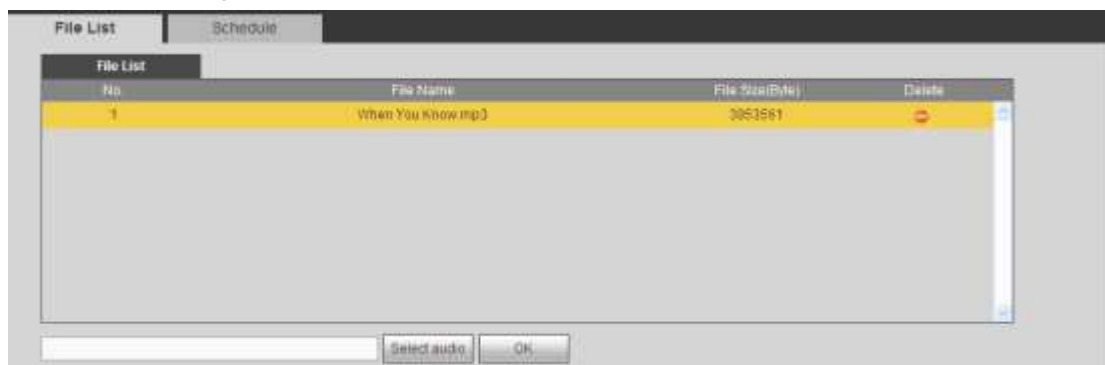 File List Schedule
File List
No. File Name File Size(Byte) Delete
1 When You Know.mp3 3953561
Select audio OK